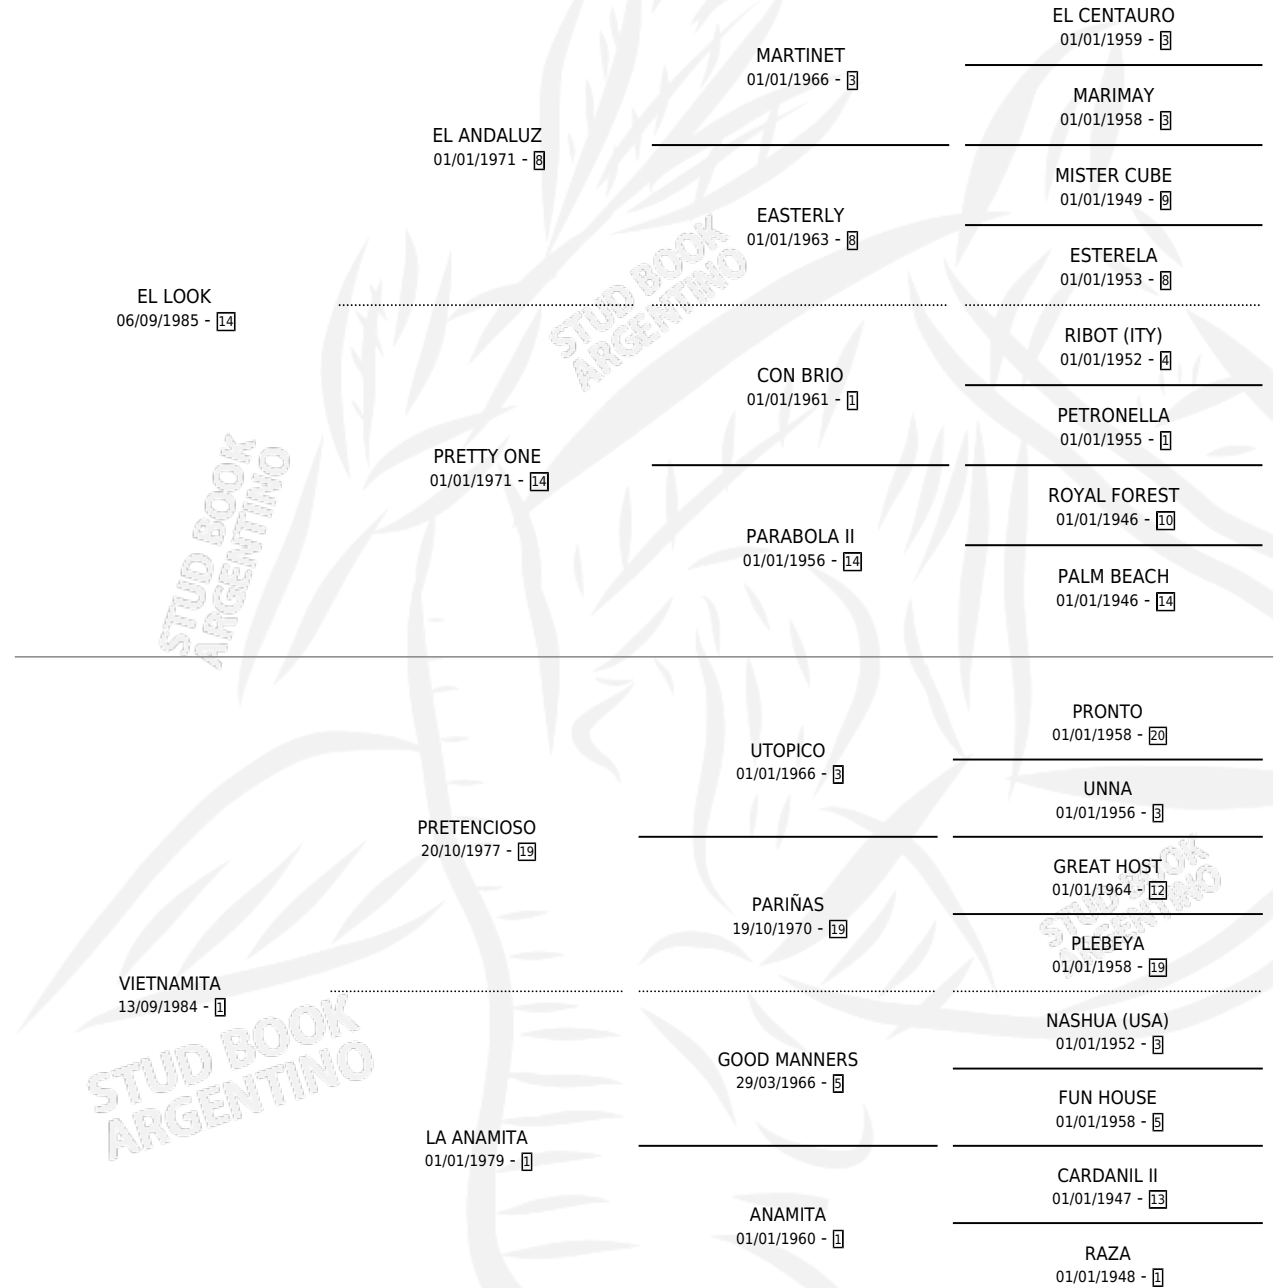 EL CENTAURO
01/01/1959 - 3
MARTINET
01/01/1966 - 3
MARIMAY
01/01/1958 - 3
EL ANDALUZ
01/01/1971 - 8
MISTER CUBE
01/01/1949 - 9
EASTERLY
01/01/1963 - 8
ESTERELA
01/01/1953 - 8
EL LOOK
06/09/1985 - 14
RIBOT (ITY)
01/01/1952 - 4
CON BRIO
01/01/1961 - 1
PETRONELLA
01/01/1955 - 1
PRETTY ONE
01/01/1971 - 14
ROYAL FOREST
01/01/1946 - 10
PARABOLA II
01/01/1956 - 14
PALM BEACH
01/01/1946 - 14
PRONTO
01/01/1958 - 20
UTOPICO
01/01/1966 - 3
UNNA
01/01/1956 - 3
PRETENCIOSO
20/10/1977 - 19
GREAT HOST
01/01/1964 - 12
PARIÑAS
19/10/1970 - 19
PLEBEYA
01/01/1958 - 19
VIETNAMITA
13/09/1984 - 1
NASHUA (USA)
01/01/1952 - 3
GOOD MANNERS
29/03/1966 - 5
FUN HOUSE
01/01/1958 - 5
LA ANAMITA
01/01/1979 - 1
CARDANIL II
01/01/1947 - 13
ANAMITA
01/01/1960 - 1
RAZA
01/01/1948 - 1
STUD BOOK
ARGENTINO
STUD BOOK
ARGENTINO
STUD BOOK
ARGENTINO
STUD BOOK
ARGENTINO